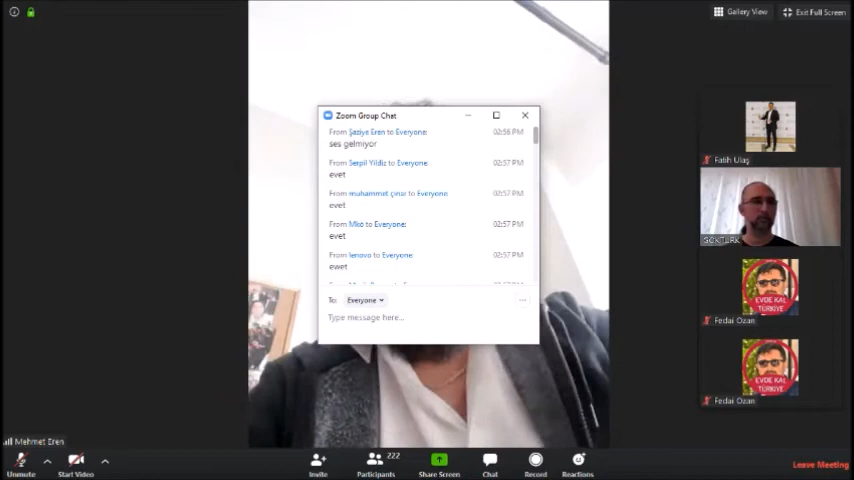 Gallery View
Exit Full Screen
Zoom Group Chat
From Şaziye Eran to Everyone: 02:56 PM
ses gelmiyor
From Serpil Yildiz to Everyone: 02:57 PM
evet
From muhammet çınar to Everyone: 02:57 PM
evet
From Mko to Everyone: 02:57 PM
evet
From lenovo to Everyone: 02:57 PM
ewet
To: Everyone
Type message here...
Fatih Ulaş
GÖKTÜRK
EVDE KAL
TÜRKİYE
Fedai Ozan
EVDE KAL
TÜRKİYE
Fedai Ozan
Mehmet Eren
Unmute
Start Video
Invite
Participants
222
Share Screen
Chat
Record
Reactions
Leave Meeting